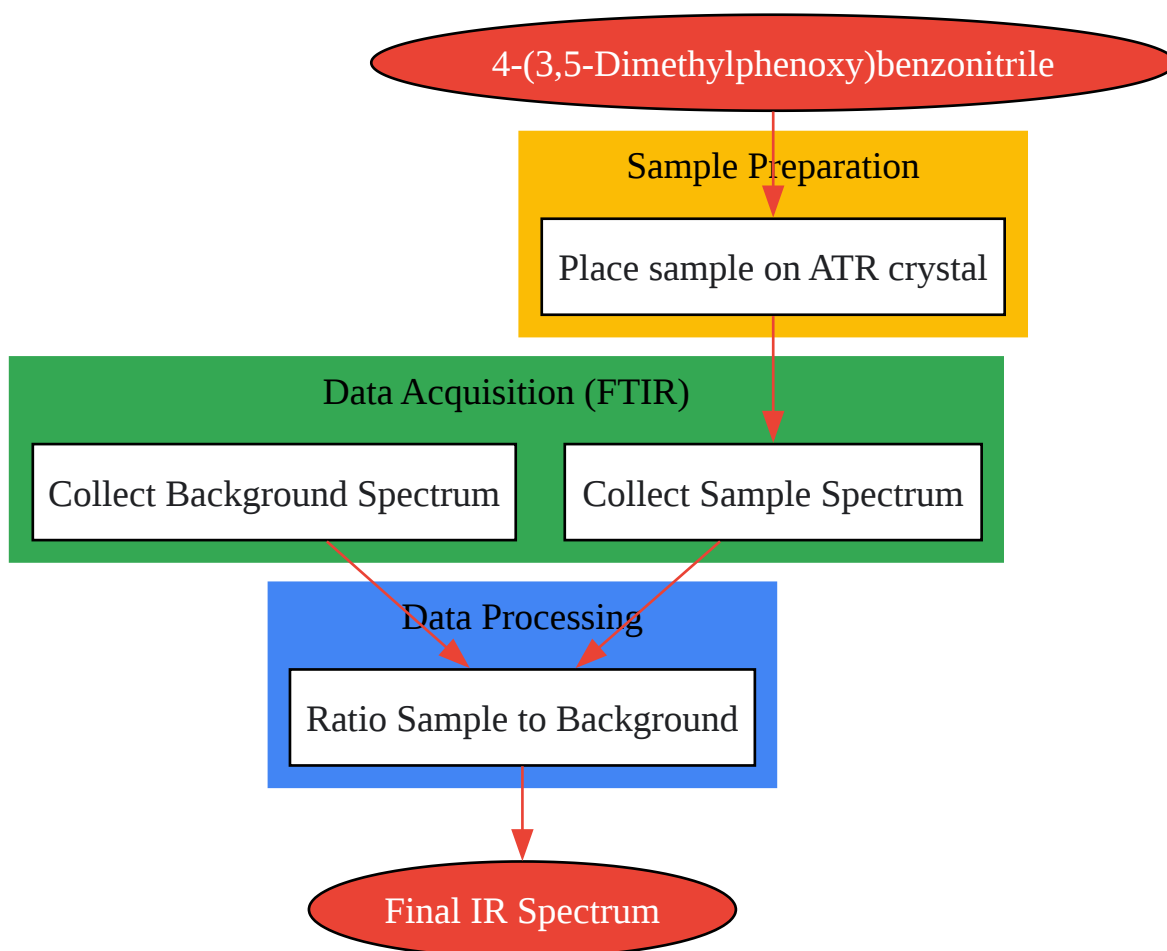 4-(3,5-Dimethylphenoxy)benzonitrile
Sample Preparation
Place sample on ATR crystal
Data Acquisition (FTIR)
Collect Background Spectrum
Collect Sample Spectrum
Data Processing
Ratio Sample to Background
Final IR Spectrum